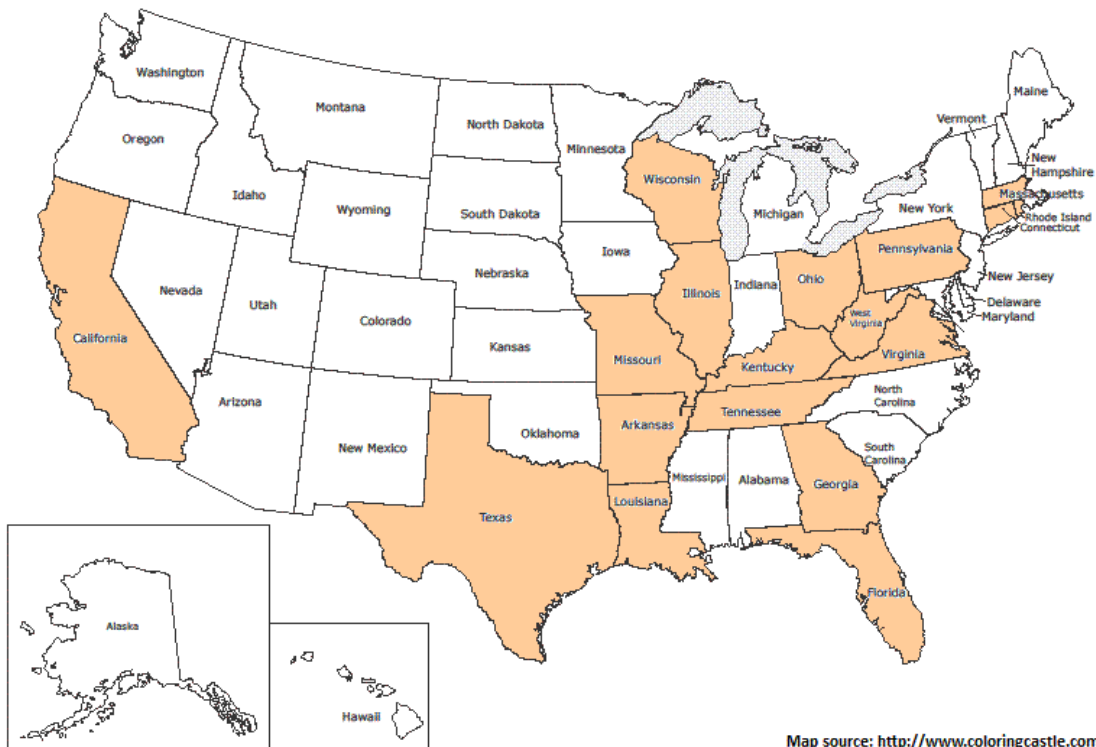 Washington
Montana
North Dakota
Minnesota
Maine
Vermont
Oregon
Idaho
Wyoming
South Dakota
Wisconsin
Michigan
New
Hampshire
Massachusetts
New York
Rhode Island
Connecticut
Iowa
Nebraska
Pennsylvania
Nevada
Utah
Colorado
Illinois
Indiana
Ohio
New Jersey
Delaware
Maryland
West
Virginia
California
Kansas
Missouri
Kentucky
Virginia
Arizona
New Mexico
Oklahoma
Arkansas
Tennessee
North
Carolina
South
Carolina
Mississippi
Alabama
Georgia
Texas
Louisiana
Florida
Alaska
Hawaii
Map source: http://www.coloringcastle.com